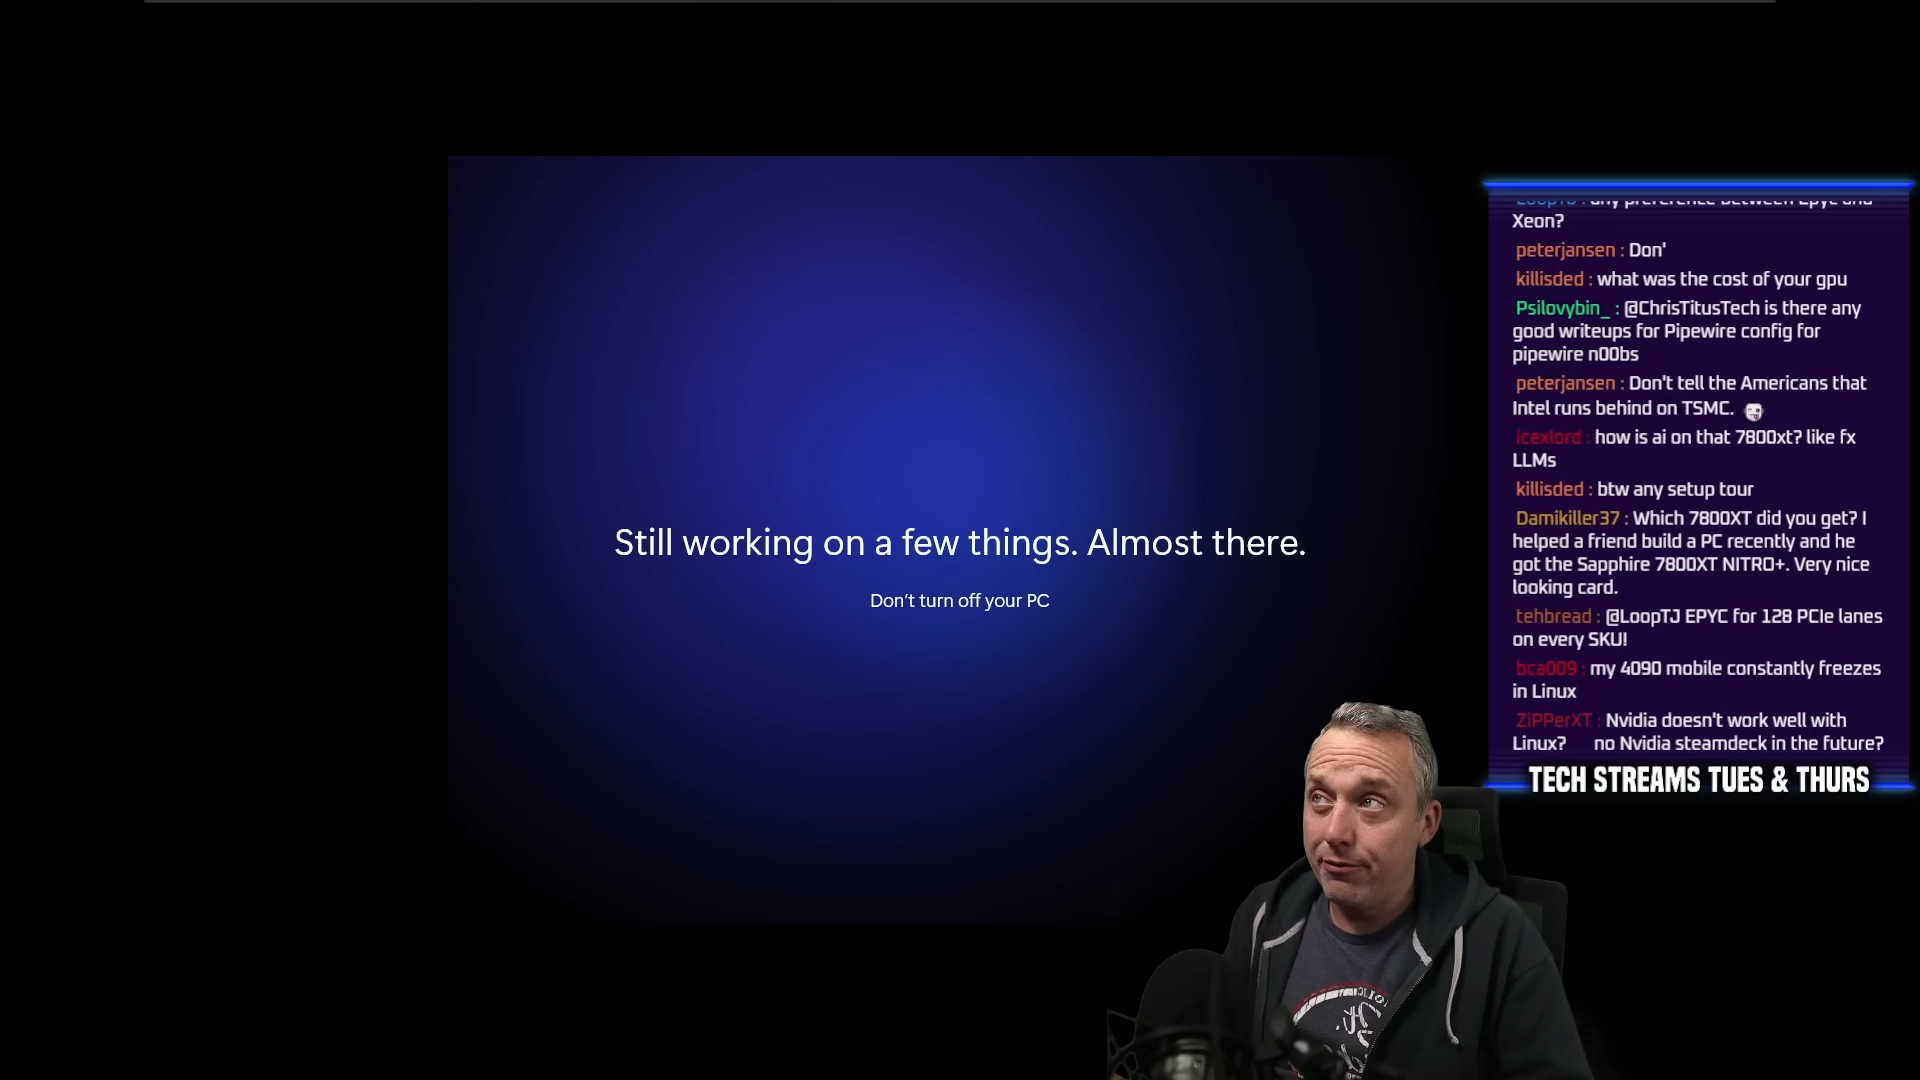 Still working on a few things. Almost there.
Don't turn off your PC
Xeon?
peterjansen : Don'
killisded : what was the cost of your gpu
Psilovybin_ : @ChrisTitusTech is there any
good writeups for Pipewire config for
pipewire n00bs
peterjansen : Don't tell the Americans that
Intel runs behind on TSMC.
icexlord : how is ai on that 7800xt? like fx
LLMs
killisded : btw any setup tour
Damikiller37 : Which 7800XT did you get? I
helped a friend build a PC recently and he
got the Sapphire 7800XT NITRO+. Very nice
looking card.
tehbread : @LoopTJ EPYC for 128 PCIe lanes
on every SKU!
bca009 : my 4090 mobile constantly freezes
in Linux
ZiPPerXT : Nvidia doesn't work well with
Linux? no Nvidia steamdeck in the future?
TECH STREAMS TUES & THURS